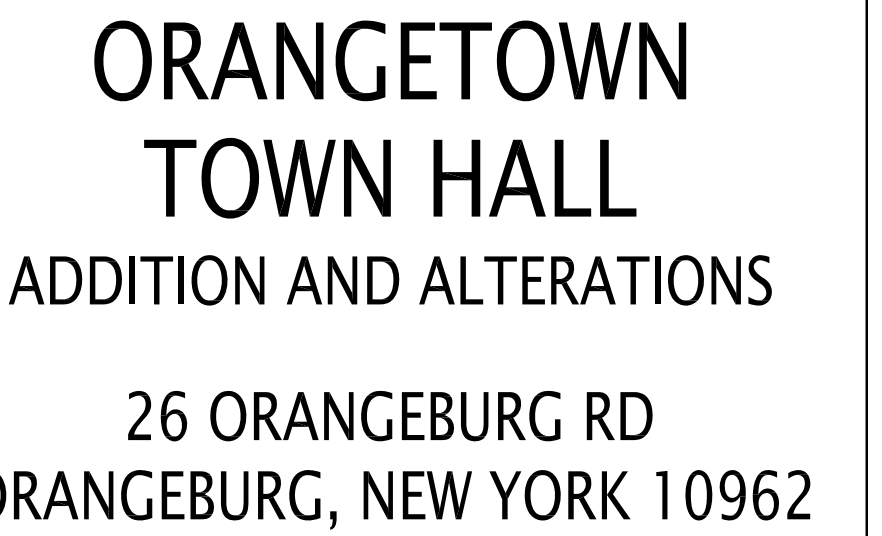 ORANGETOWN
TOWN HALL
ADDITION AND ALTERATIONS
26 ORANGEBURG RD
ORANGEBURG, NEW YORK 10962